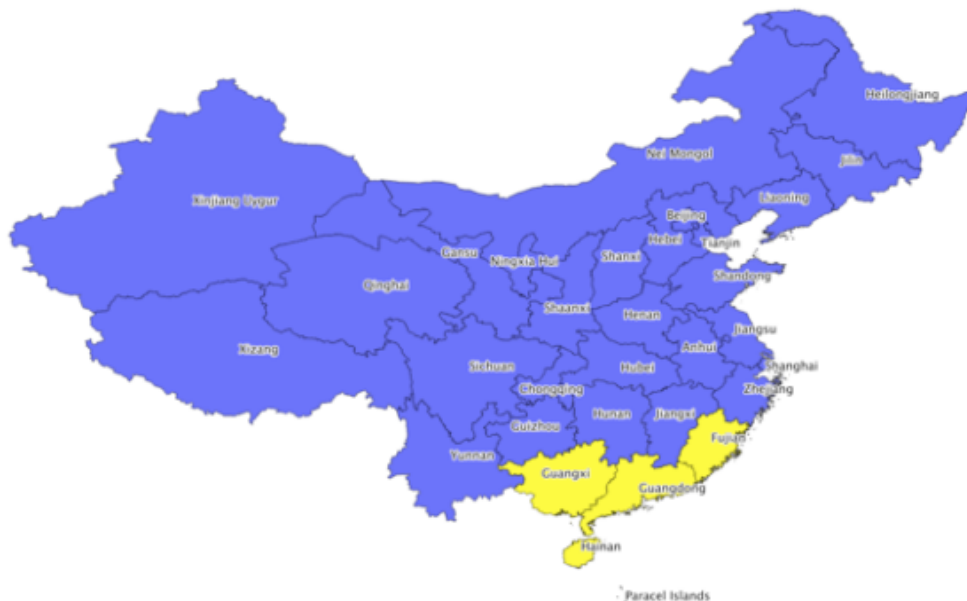 Heilongjiang
Nei Mongol
Jilin
Xinjiang Uygur
Liaoning
Beijing
Hebei
Tianjin
Gansu
Ningxia Hui
Shanxi
Shandong
Qinghai
Shaanxi
Henan
Jiangsu
Xizang
Anhui
Sichuan
Hubei
Shanghai
Chongqing
Zhejiang
Hunan
Jiangxi
Guizhou
Fujian
Yunnan
Guangxi
Guangdong
Hainan
Paracel Islands